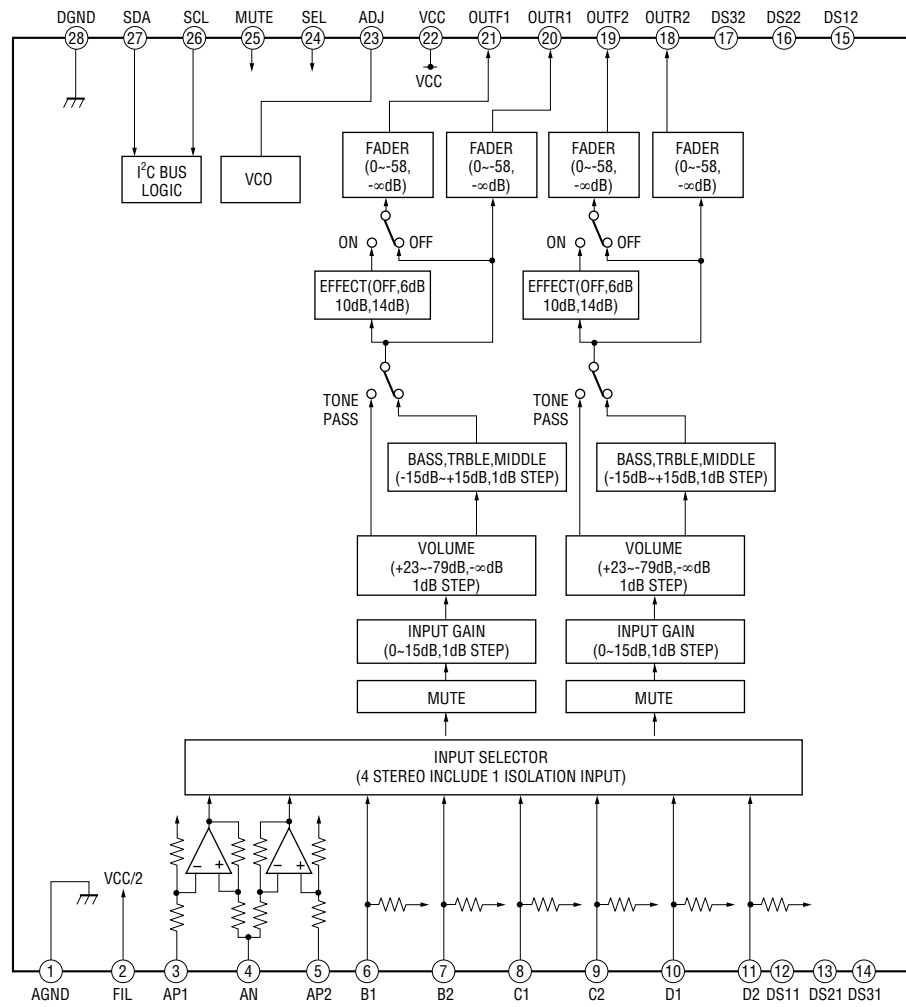 DGND SDA SCL MUTE SEL ADJ VCC OUTF1 OUTR1 OUTF2 OUTR2 DS32 DS22 DS12
28 27 26 25 24 23 22 21 20 19 18 17 16 15
VCC
I²C BUS
LOGIC
VCO
FADER
(0~-58,
-∞dB)
FADER
(0~-58,
-∞dB)
FADER
(0~-58,
-∞dB)
FADER
(0~-58,
-∞dB)
ON OFF
ON OFF
EFFECT(OFF,6dB
10dB,14dB)
EFFECT(OFF,6dB
10dB,14dB)
TONE
PASS
TONE
PASS
BASS,TRBLE,MIDDLE
(-15dB~+15dB,1dB STEP)
BASS,TRBLE,MIDDLE
(-15dB~+15dB,1dB STEP)
VOLUME
(+23~-79dB,-∞dB
1dB STEP)
VOLUME
(+23~-79dB,-∞dB
1dB STEP)
INPUT GAIN
(0~15dB,1dB STEP)
INPUT GAIN
(0~15dB,1dB STEP)
MUTE
MUTE
INPUT SELECTOR
(4 STEREO INCLUDE 1 ISOLATION INPUT)
- +
- +
VCC/2
1 2 3 4 5 6 7 8 9 10 11 12 13 14
AGND FIL AP1 AN AP2 B1 B2 C1 C2 D1 D2 DS11 DS21 DS31